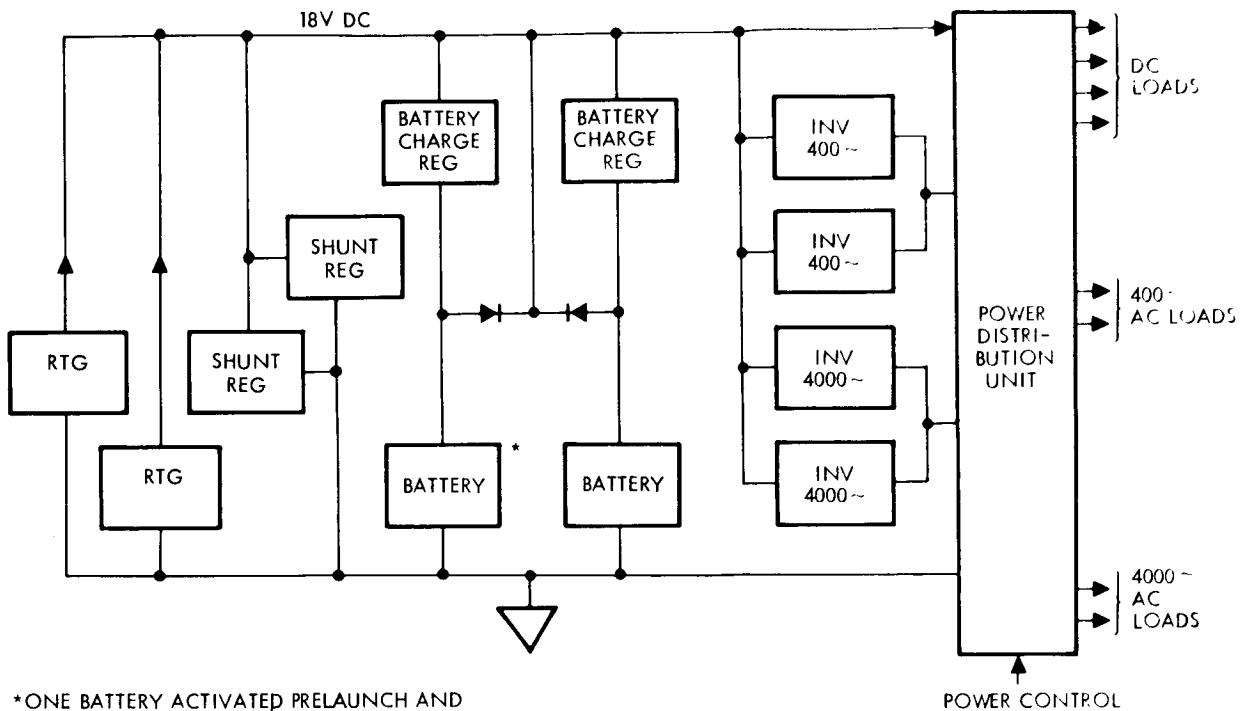 18V DC
BATTERY
CHARGE
REG
BATTERY
CHARGE
REG
INV
400~
DC
LOADS
SHUNT
REG
INV
400~
RTG
SHUNT
REG
INV
4000~
POWER
DISTRI-
BUTION
UNIT
400~
AC LOADS
RTG
BATTERY
*
BATTERY
INV
4000~
4000~
AC
LOADS
*ONE BATTERY ACTIVATED PRELAUNCH AND
POWER CONTROL